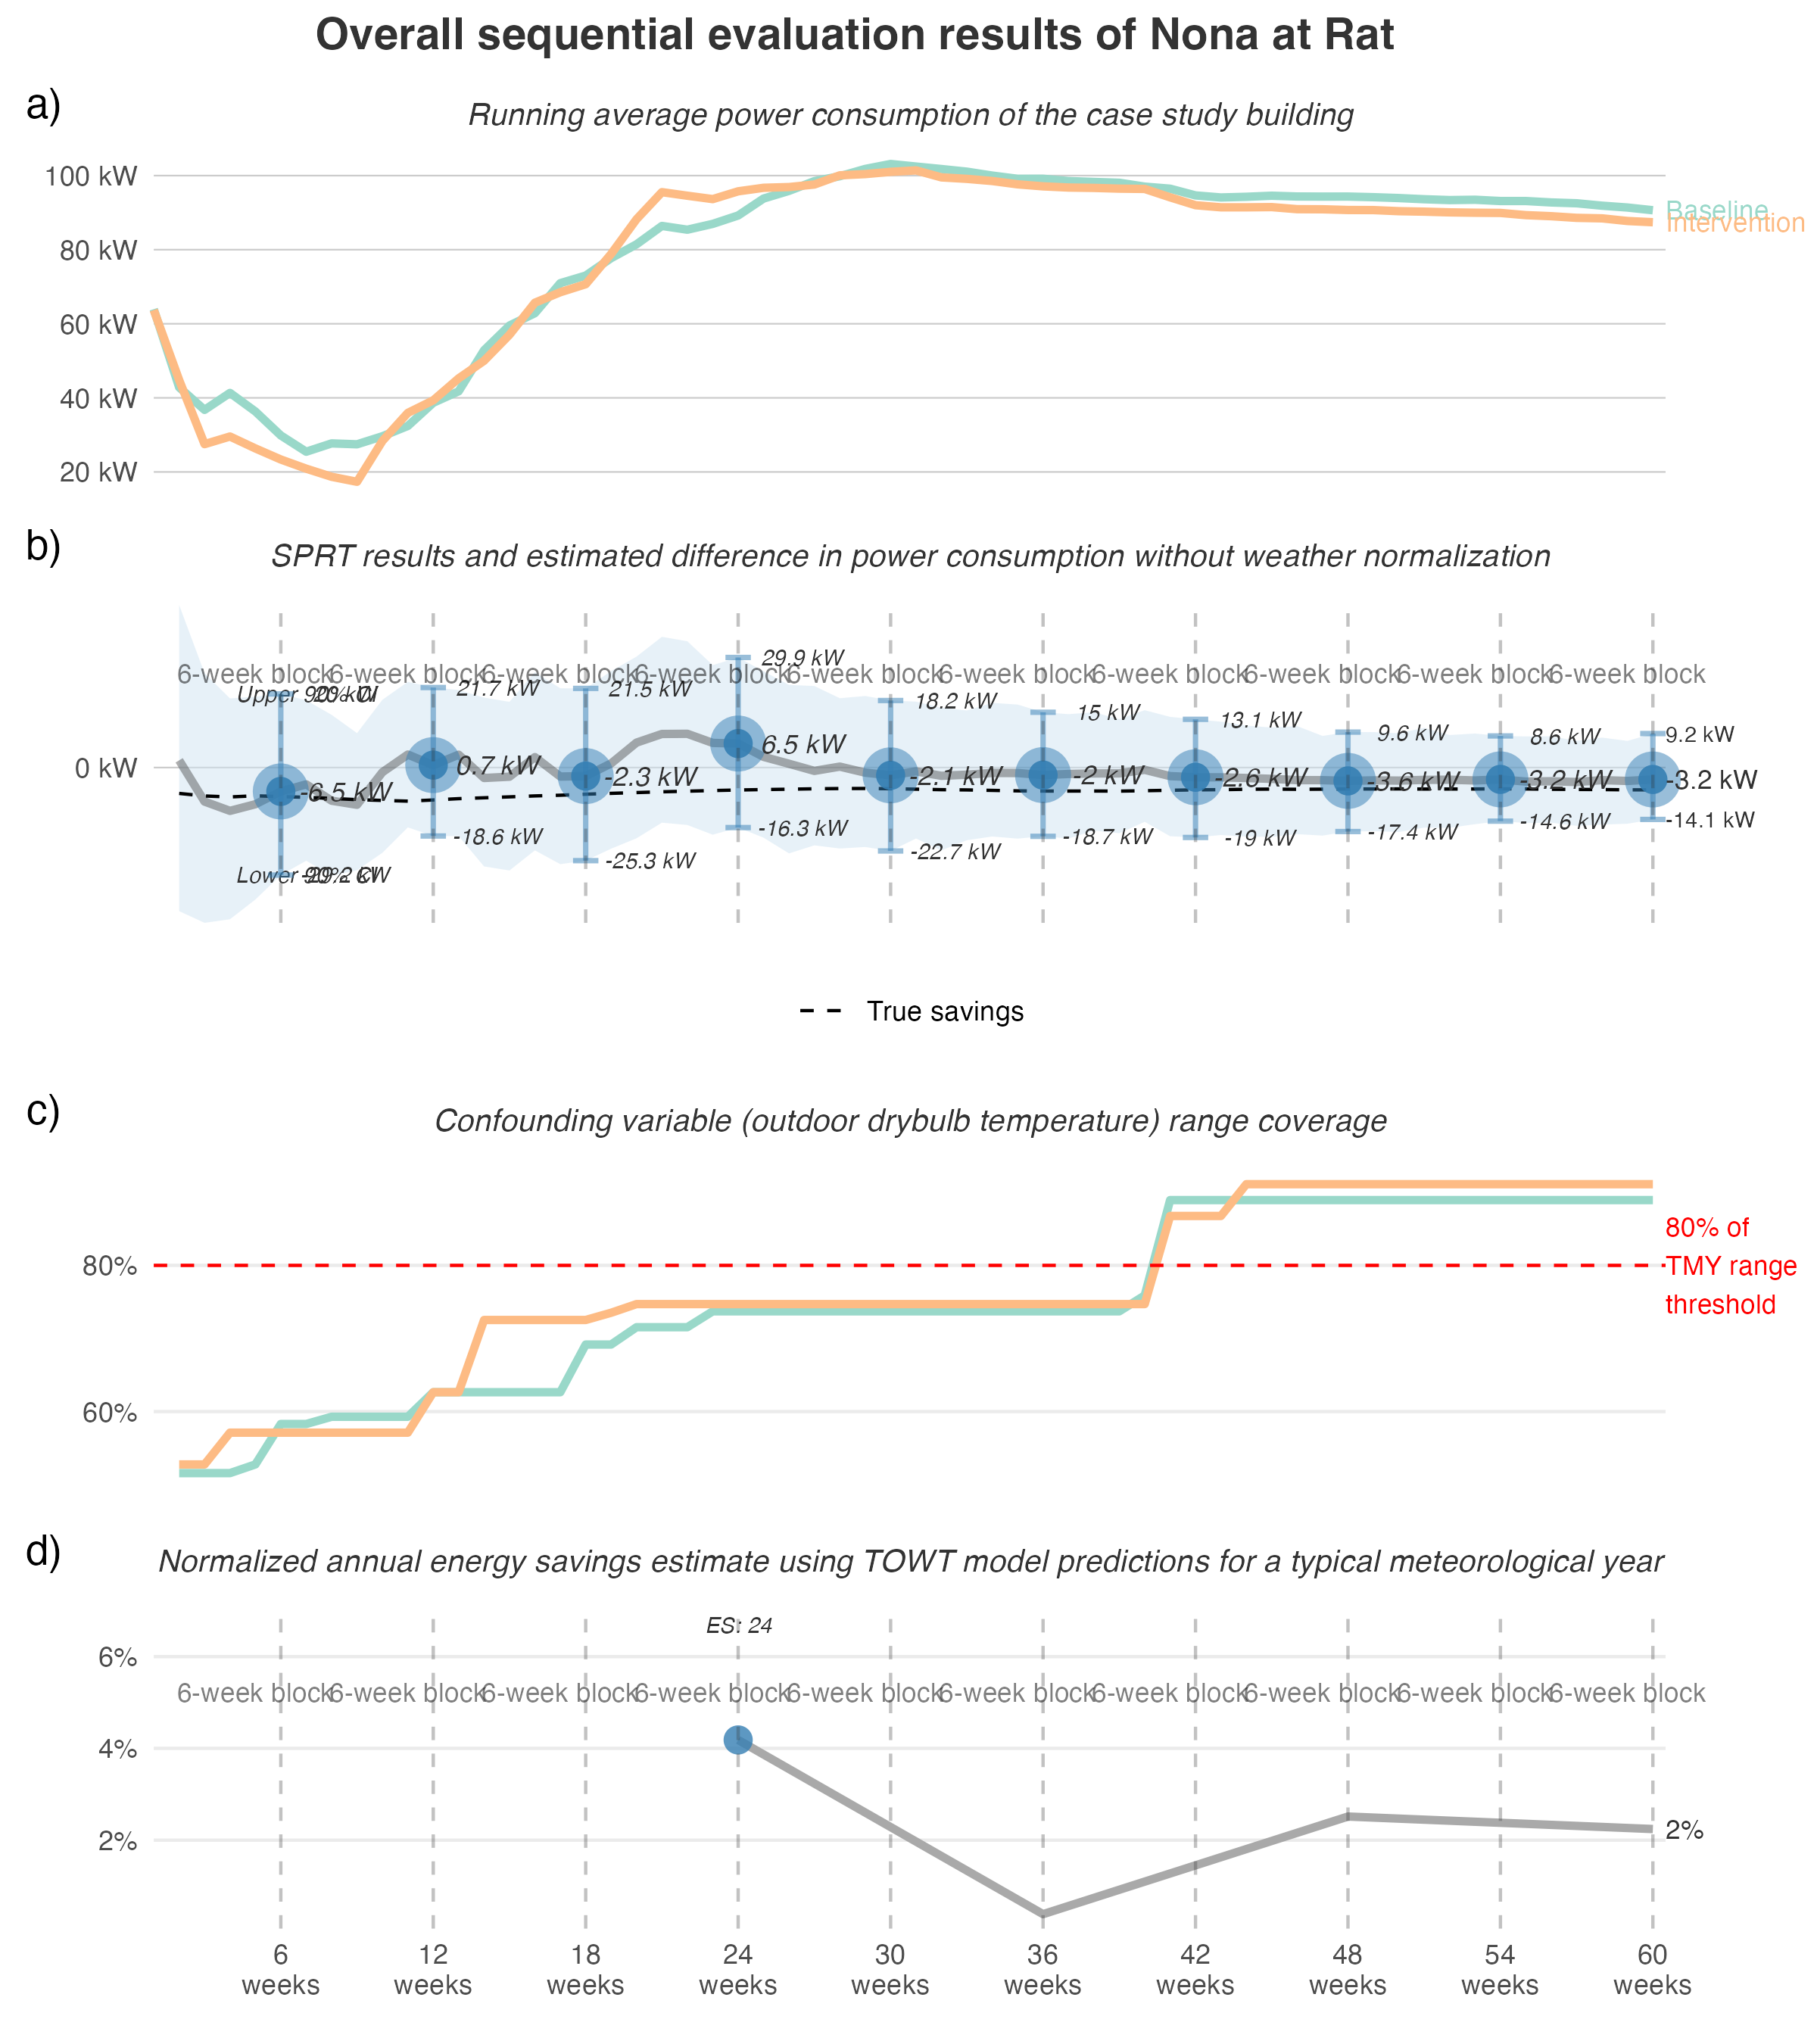 Overall sequential evaluation results of Nona at Rat
a)
Running average power consumption of the case study building
100 kW
80 kW
60 kW
40 kW
20 kW
Baseline
Intervention
b)
SPRT results and estimated difference in power consumption without weather normalization
6-week block 6-week block 6-week block 6-week block 6-week block 6-week block 6-week block 6-week block 6-week block 6-week block
Upper 90% CI 21.7 kW 21.5 kW 29.9 kW 18.2 kW 15 kW 13.1 kW 9.6 kW 8.6 kW 9.2 kW
0 kW
-6.5 kW 0.7 kW -2.3 kW 6.5 kW -2.1 kW -2 kW -2.6 kW -3.6 kW -3.2 kW -3.2 kW
Lower 90% CI -29.2 kW -18.6 kW -25.3 kW -16.3 kW -22.7 kW -18.7 kW -19 kW -17.4 kW -14.6 kW -14.1 kW
True savings
c)
Confounding variable (outdoor drybulb temperature) range coverage
80%
60%
80% of
TMY range
threshold
d)
Normalized annual energy savings estimate using TOWT model predictions for a typical meteorological year
ES: 24
6%
6-week block 6-week block 6-week block 6-week block 6-week block 6-week block 6-week block 6-week block 6-week block 6-week block
4%
2%
2%
6 12 18 24 30 36 42 48 54 60
weeks weeks weeks weeks weeks weeks weeks weeks weeks weeks